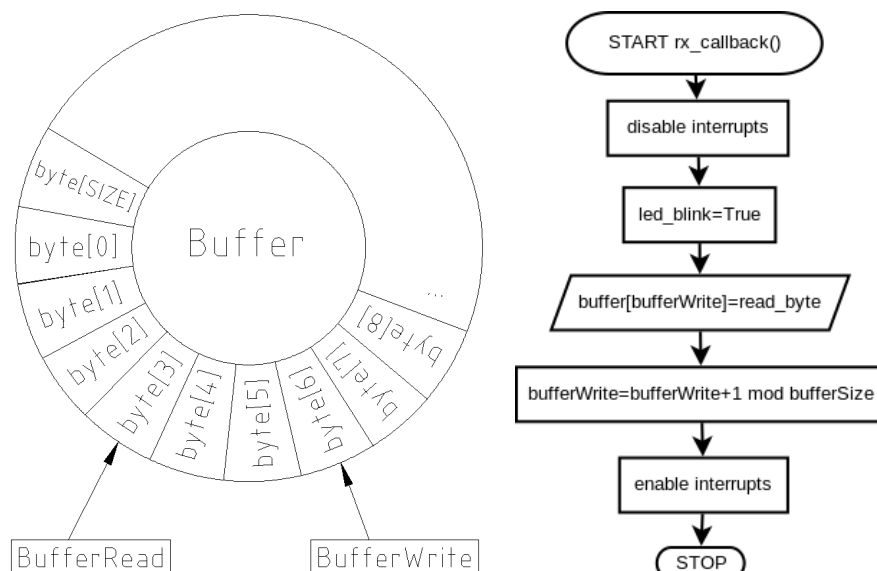 byte[SIZE]
byte[0]
byte[1]
byte[2]
byte[3]
byte[4]
byte[5]
byte[6]
byte[7]
byte[8]
...
Buffer
BufferRead
BufferWrite
START rx_callback()
disable interrupts
led_blink=True
buffer[bufferWrite]=read_byte
bufferWrite=bufferWrite+1 mod bufferSize
enable interrupts
STOP